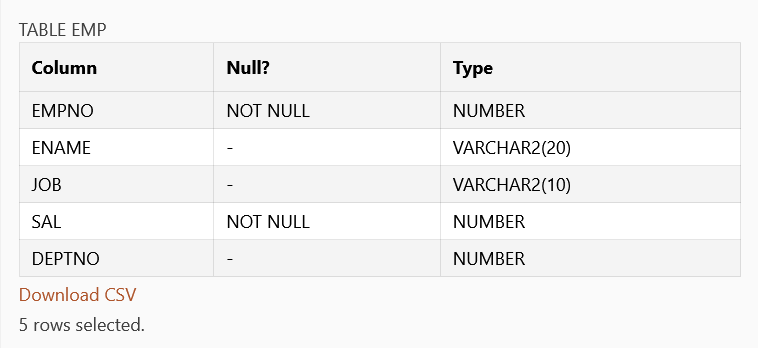 TABLE EMP
Column Null? Type
EMPNO NOT NULL NUMBER
ENAME - VARCHAR2(20)
JOB - VARCHAR2(10)
SAL NOT NULL NUMBER
DEPTNO - NUMBER
Download CSV
5 rows selected.